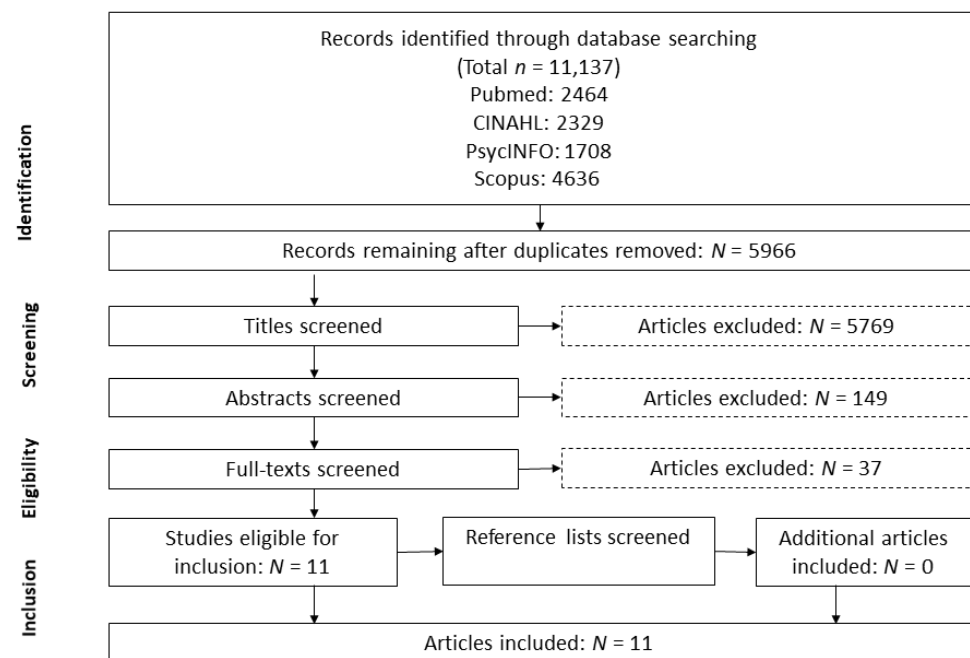 Records identified through database searching
(Total n = 11,137)
Pubmed: 2464
CINAHL: 2329
PsycINFO: 1708
Scopus: 4636
Identification
Records remaining after duplicates removed: N = 5966
Screening
Titles screened
Articles excluded: N = 5769
Abstracts screened
Articles excluded: N = 149
Eligibility
Full-texts screened
Articles excluded: N = 37
Inclusion
Studies eligible for
inclusion: N = 11
Reference lists screened
Additional articles
included: N = 0
Articles included: N = 11